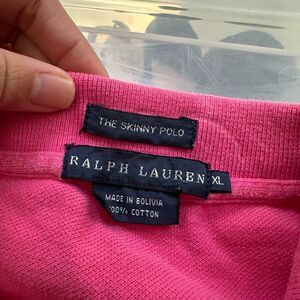 THE SKINNY POLO
RALPH LAUREN XL
MADE IN BOLIVIA
100% COTTON